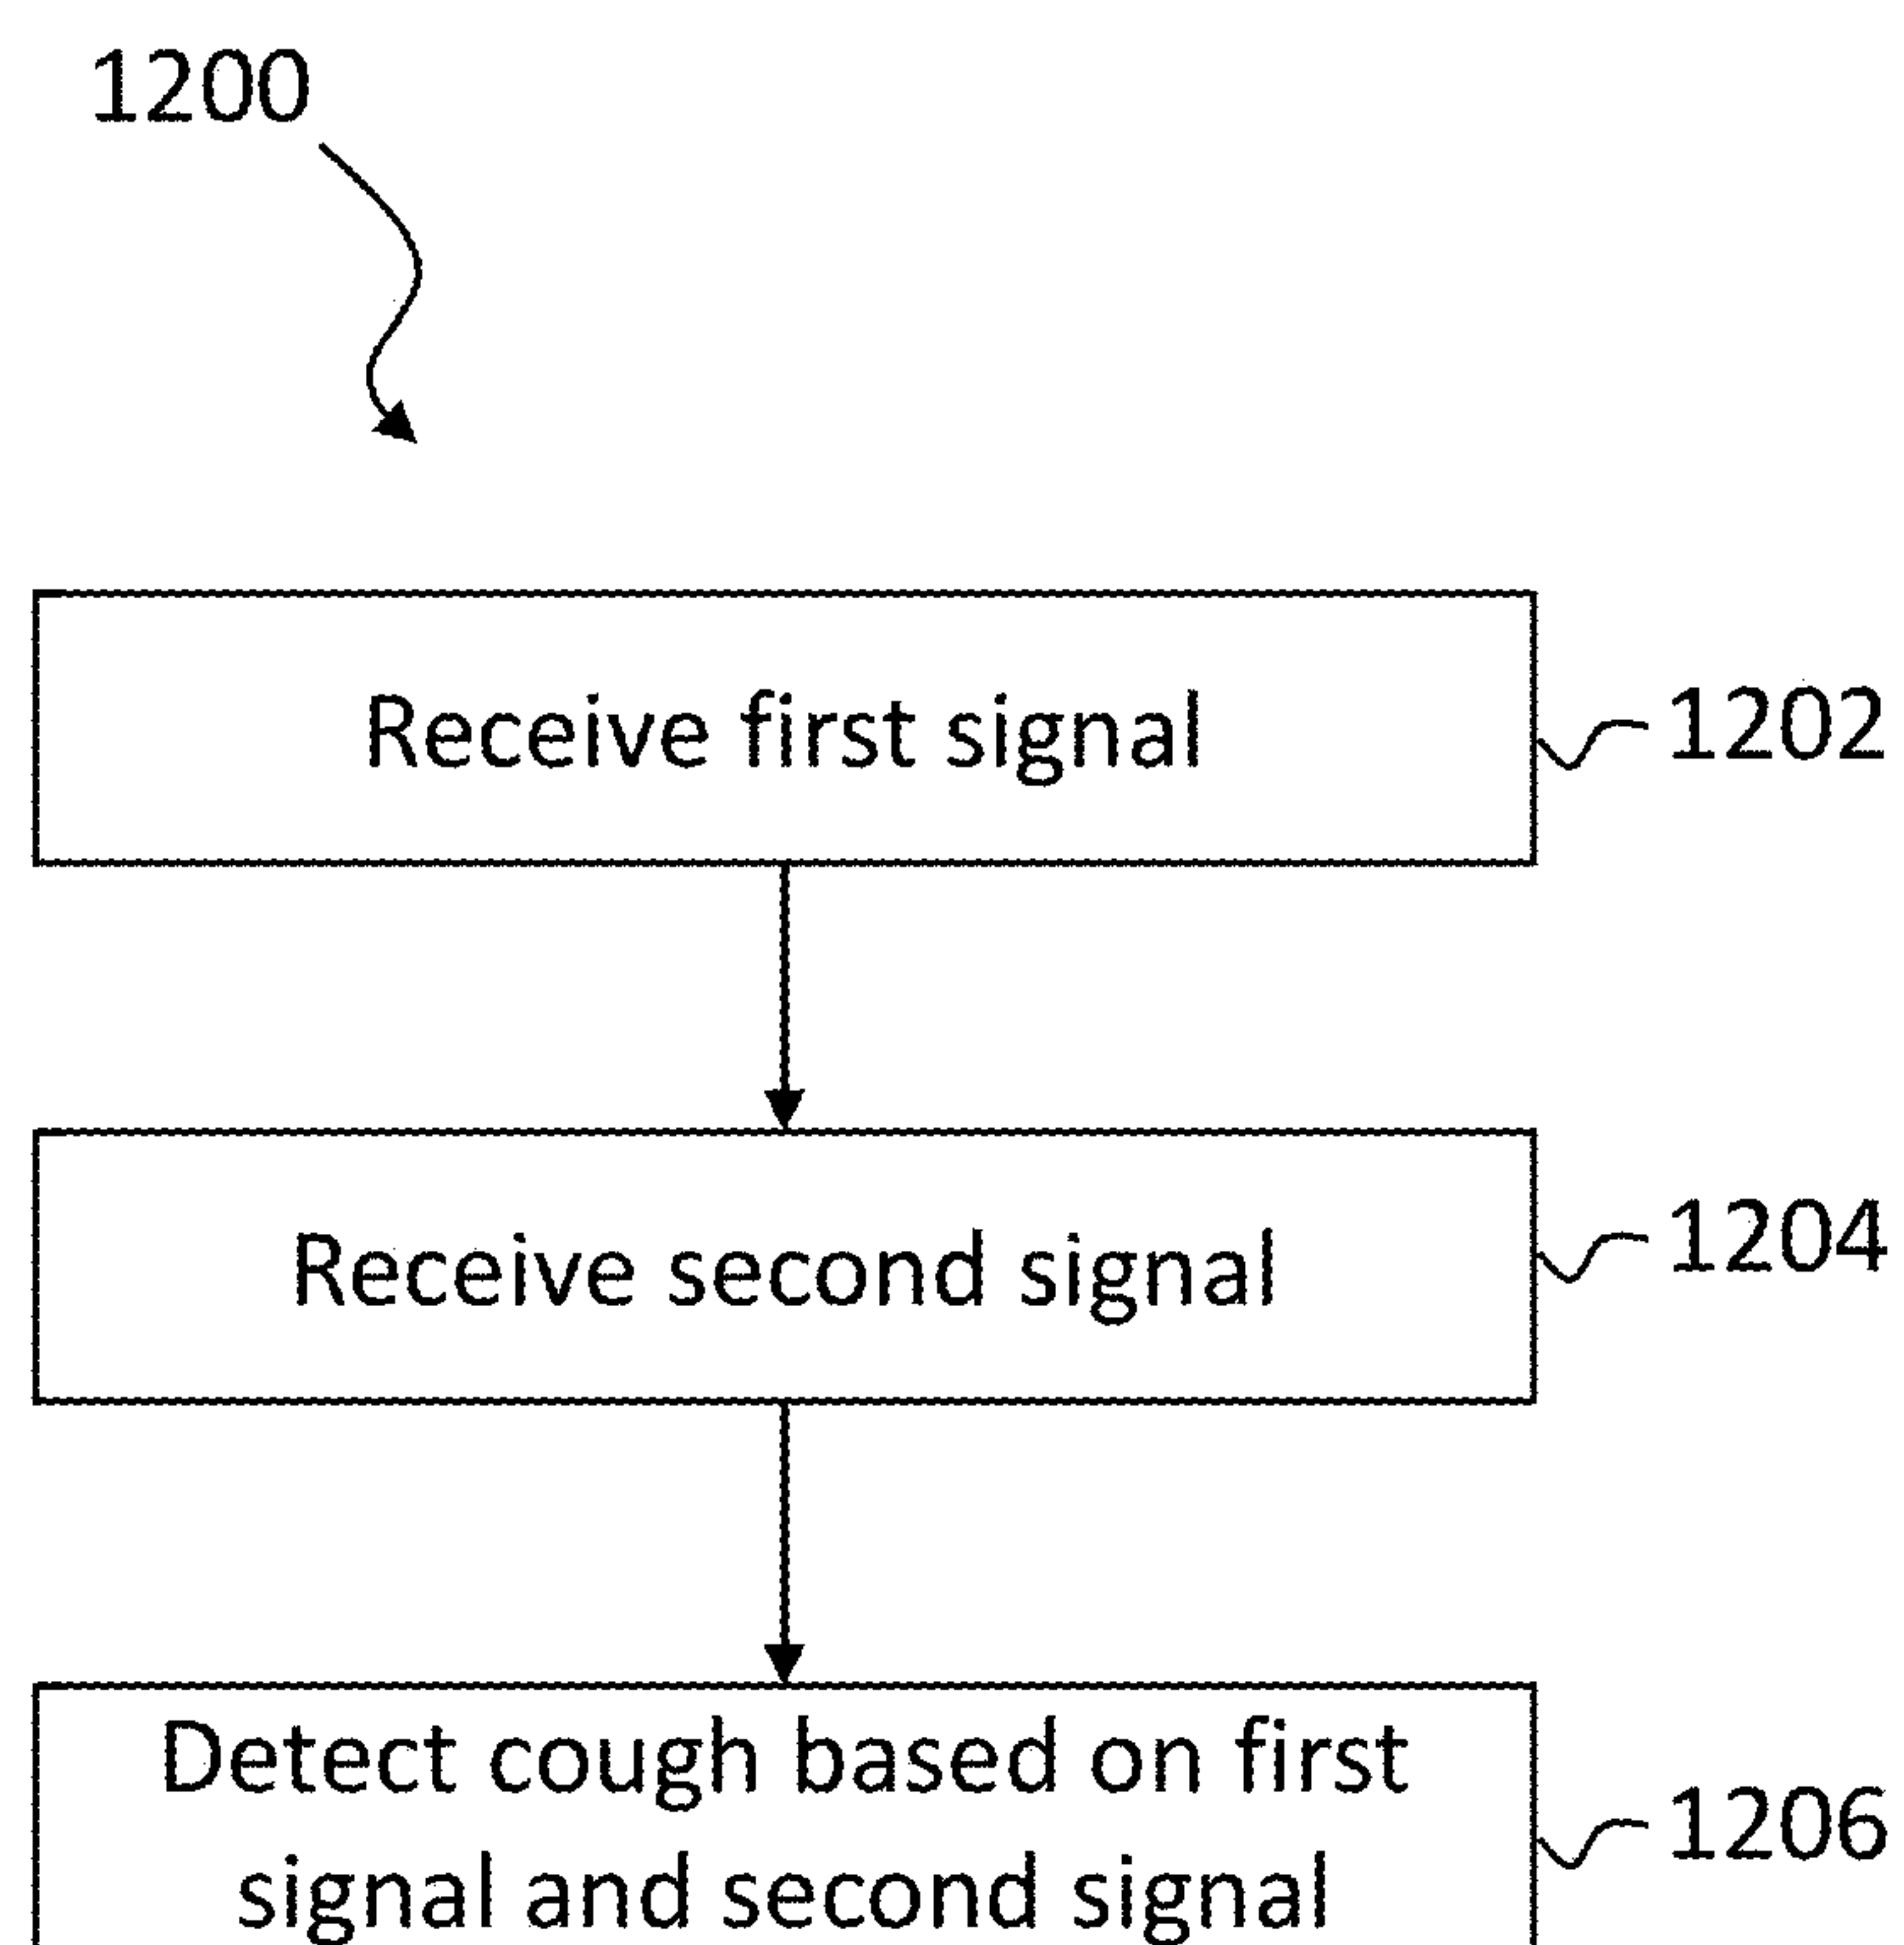 1200
Receive first signal
1202
Receive second signal
1204
Detect cough based on first
signal and second signal
1206